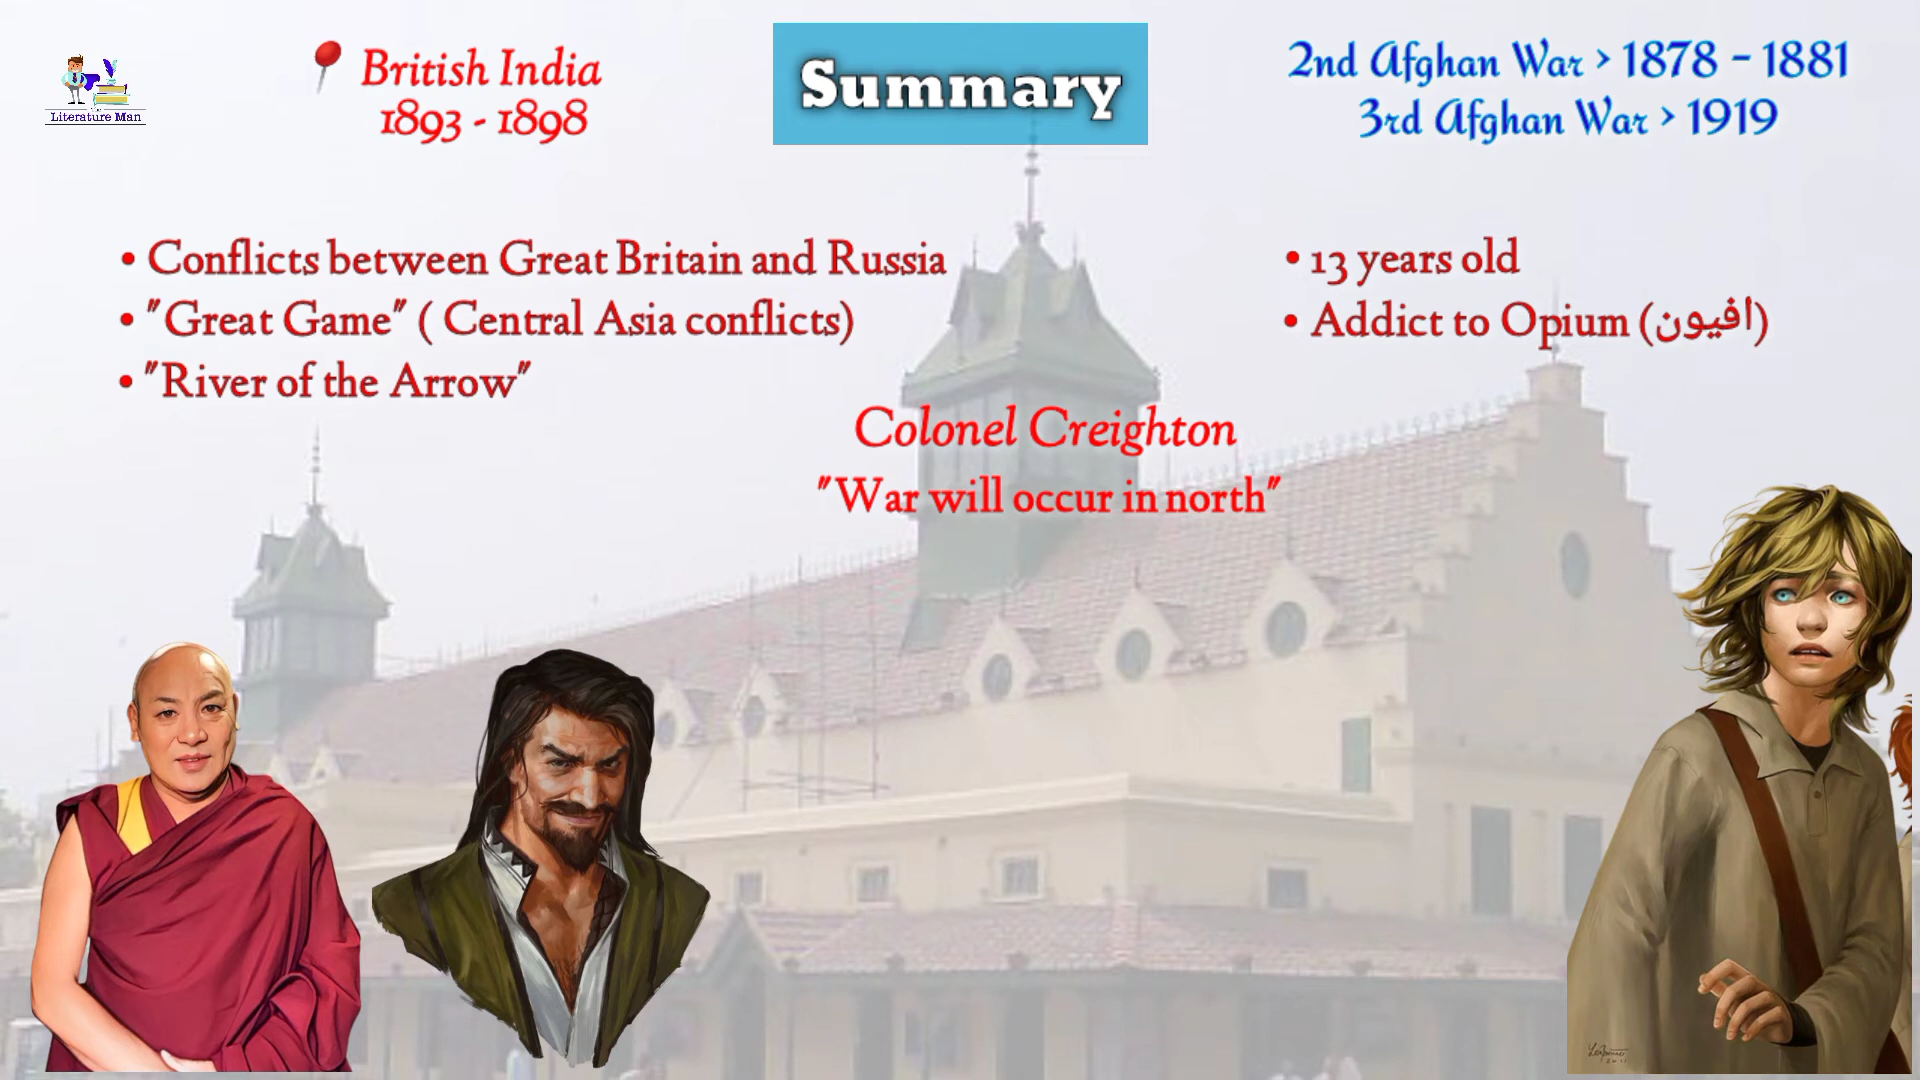 Literature Man
British India
1893 - 1898
Summary
2nd Afghan War > 1878 - 1881
3rd Afghan War > 1919
• Conflicts between Great Britain and Russia
• "Great Game" ( Central Asia conflicts)
• "River of the Arrow"
• 13 years old
• Addict to Opium (افيون)
Colonel Creighton
"War will occur in north"